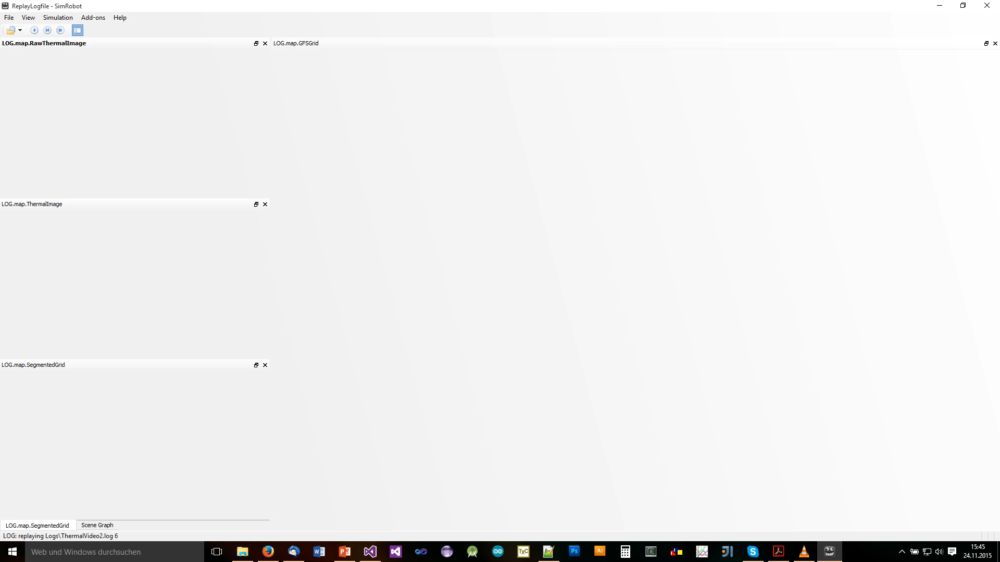 ReplayLogfile - SimRobot
File View Simulation Add-ons Help
LOG.map.RawThermalImage
LOG.map.GFSGrid
LOG.map.ThermalImage
LOG.map.SegmentedGrid
LOG.map.SegmentedGrid Scene Graph
LOG: replaying Logs\ThermalVideo2.log 6
Web und Windows durchsuchen
TxC
Ps
Ai
15:45
24.11.2015